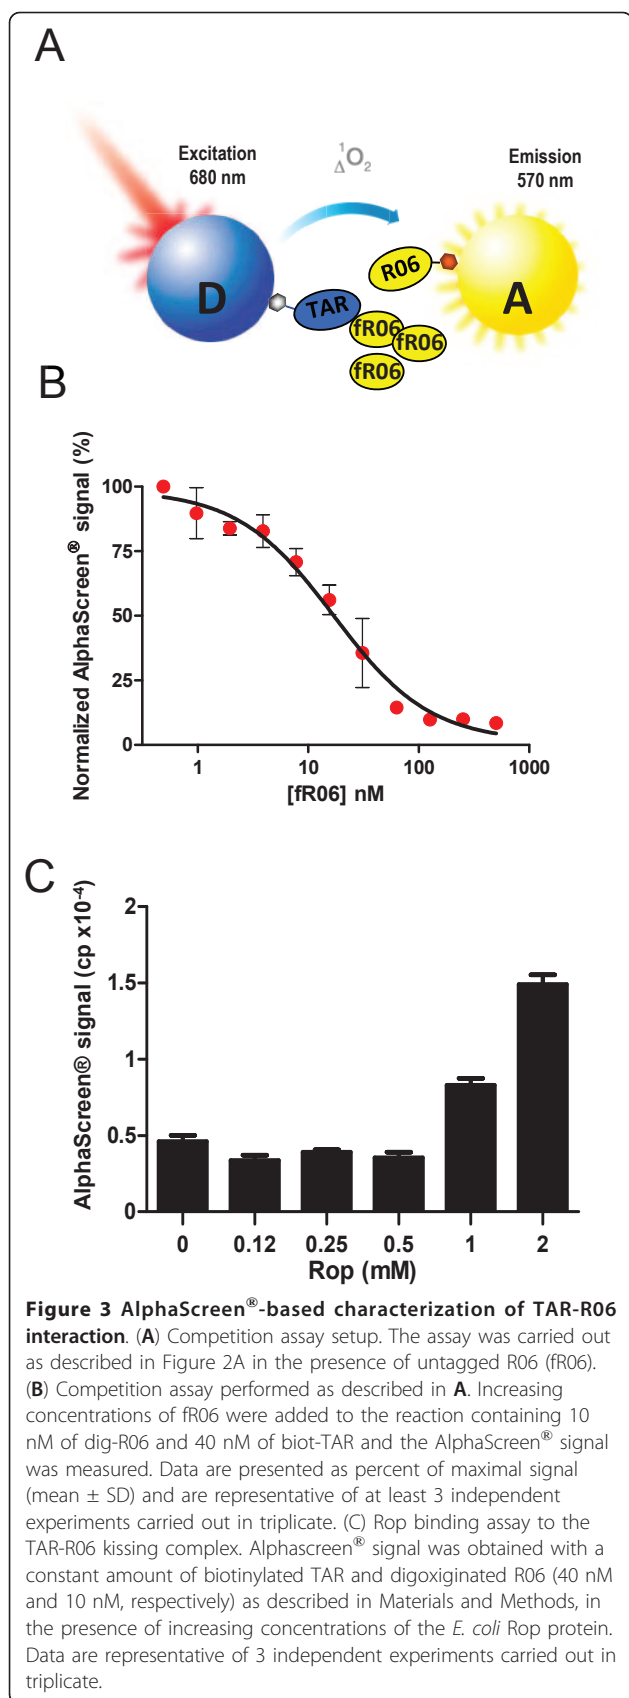 A
Excitation
680 nm
1
ΔO2
Emission
570 nm
D
TAR
fR06
fR06
fR06
R06
A
B
Normalized AlphaScreen® signal (%)
100
75
50
25
0
1
10
100
1000
[fR06] nM
C
AlphaScreen® signal (cp x10-4)
2
1.5
1
0.5
0
0
0.12
0.25
0.5
1
2
Rop (mM)
Figure 3 AlphaScreen®-based characterization of TAR-R06
interaction. (A) Competition assay setup. The assay was carried out
as described in Figure 2A in the presence of untagged R06 (fR06).
(B) Competition assay performed as described in A. Increasing
concentrations of fR06 were added to the reaction containing 10
nM of dig-R06 and 40 nM of biot-TAR and the AlphaScreen® signal
was measured. Data are presented as percent of maximal signal
(mean ± SD) and are representative of at least 3 independent
experiments carried out in triplicate. (C) Rop binding assay to the
TAR-R06 kissing complex. Alphascreen® signal was obtained with a
constant amount of biotinylated TAR and digoxiginated R06 (40 nM
and 10 nM, respectively) as described in Materials and Methods, in
the presence of increasing concentrations of the E. coli Rop protein.
Data are representative of 3 independent experiments carried out in
triplicate.